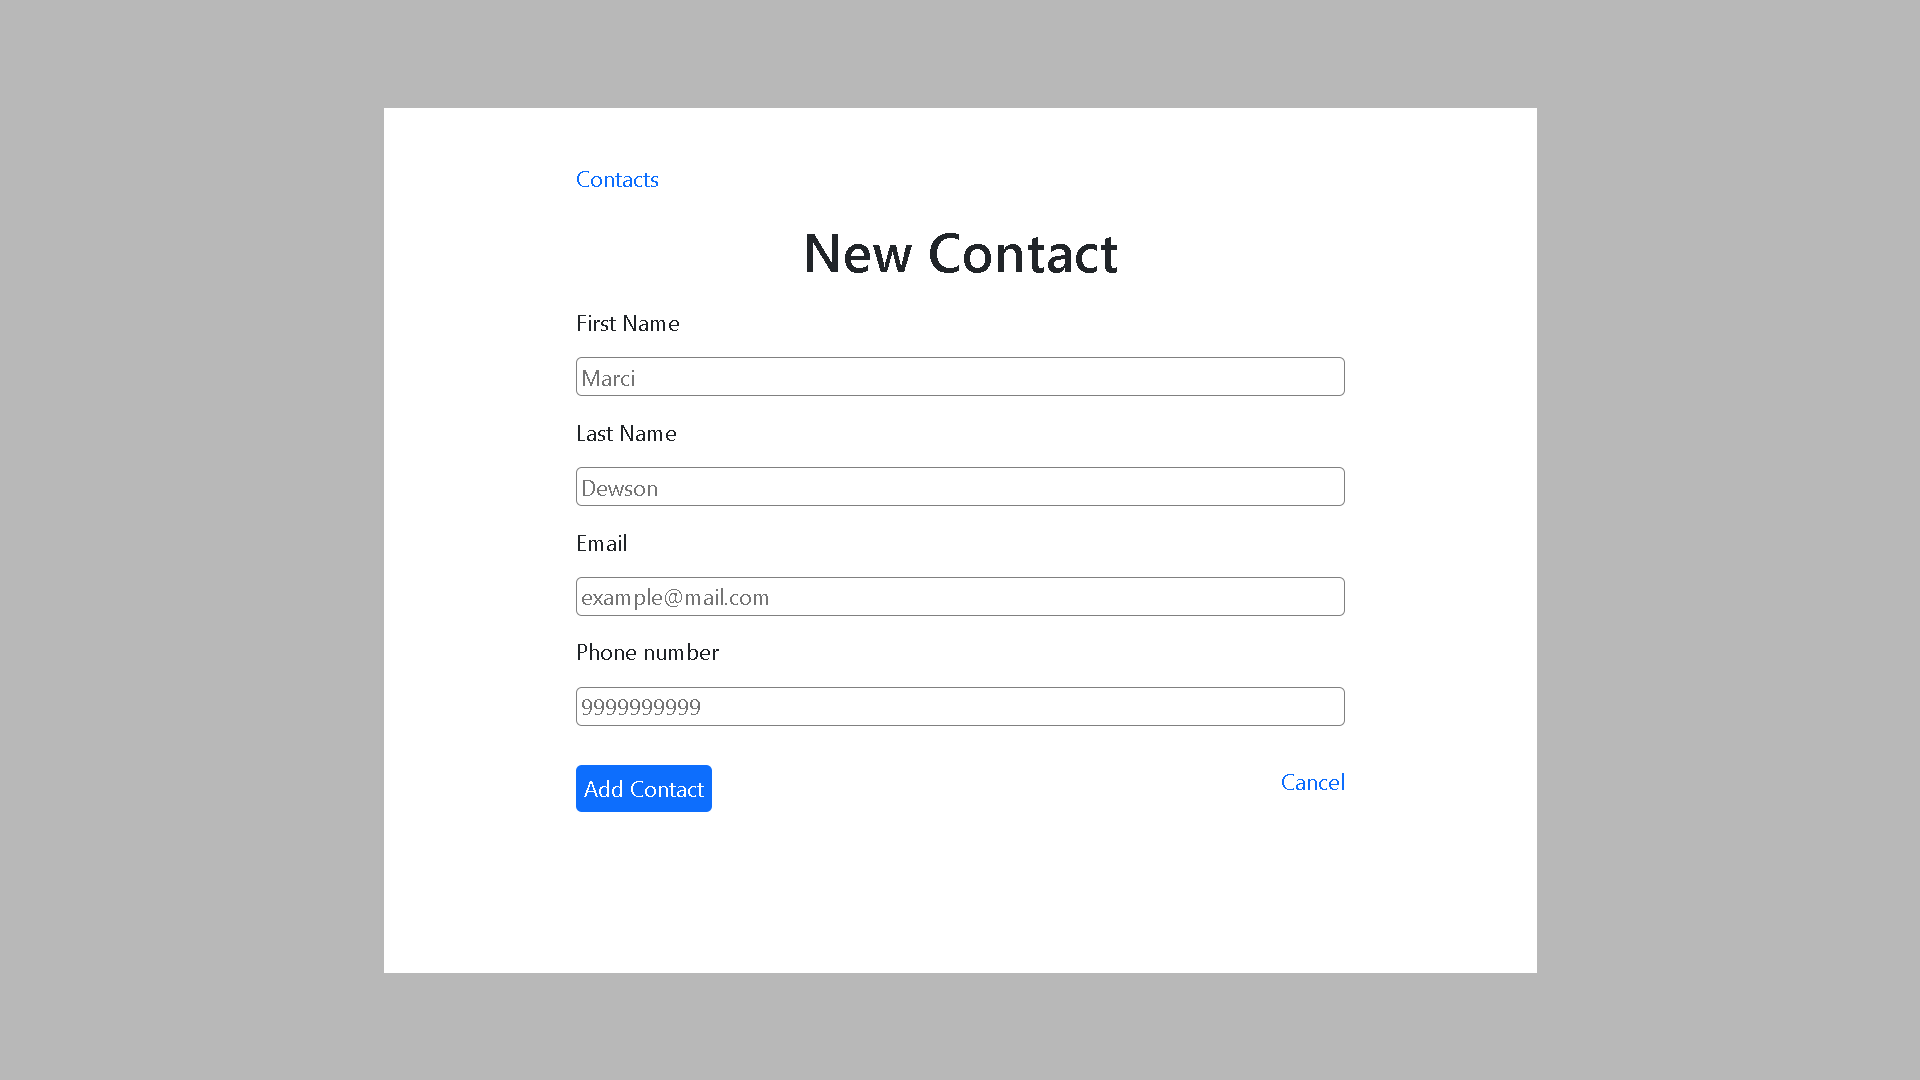 Contacts
New Contact
First Name
Marci
Last Name
Dewson
Email
example@mail.com
Phone number
9999999999
Add Contact
Cancel